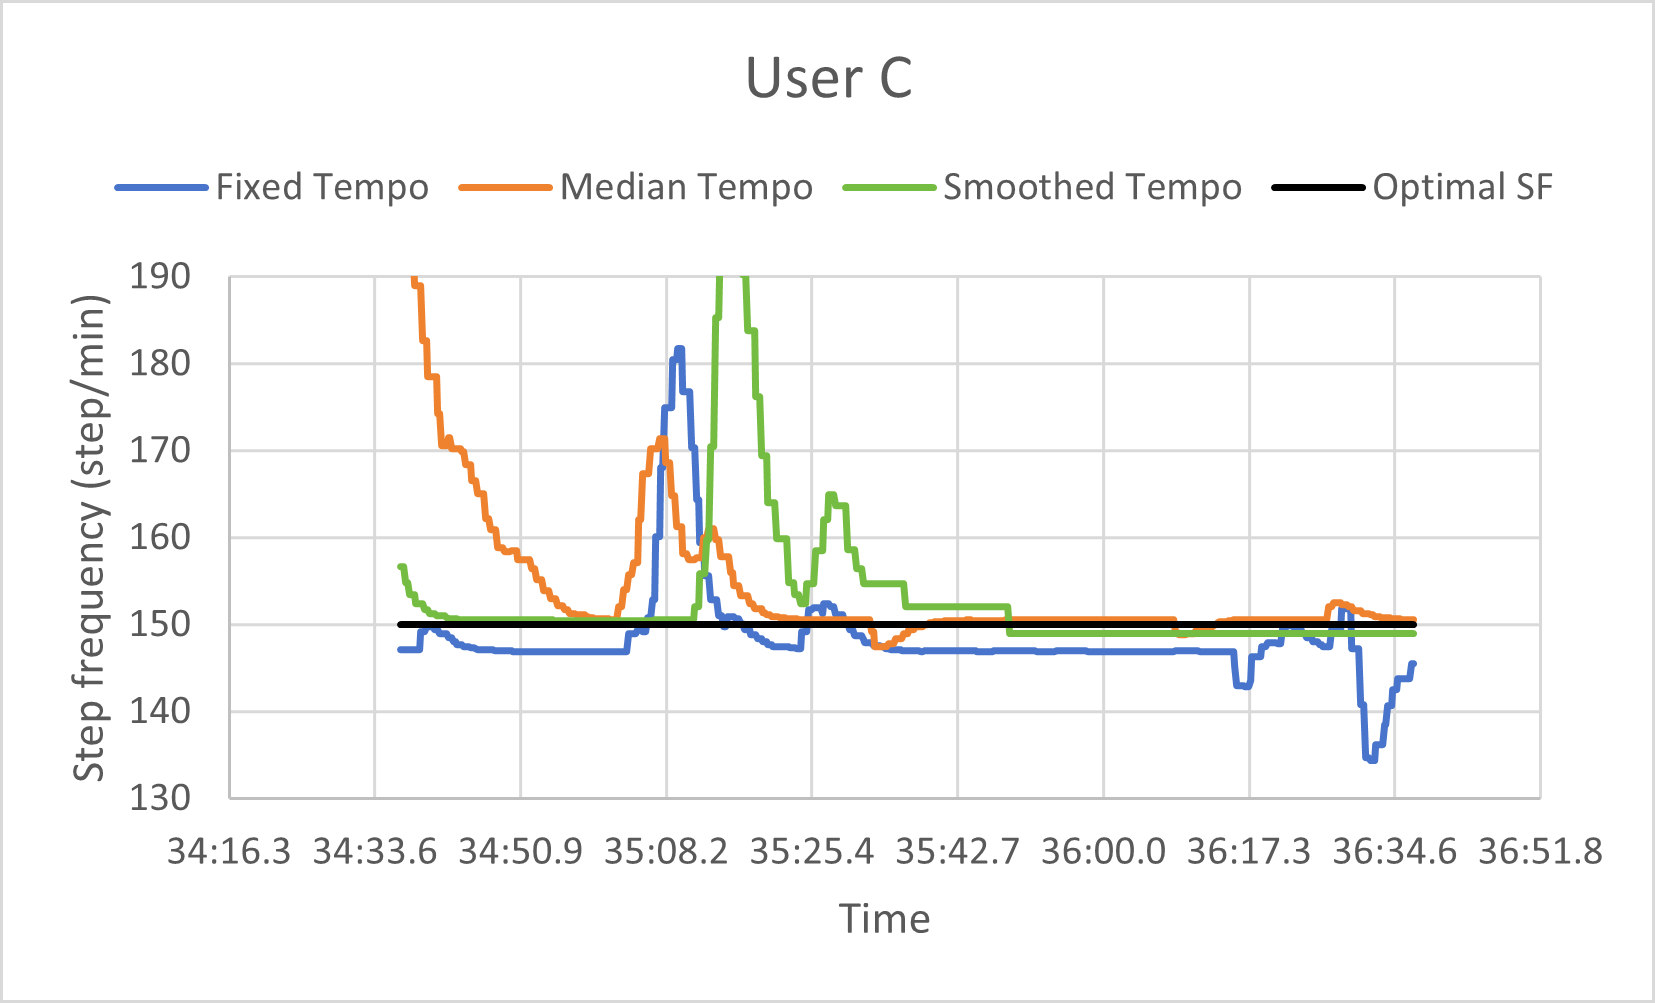 User C
Fixed Tempo Median Tempo Smoothed Tempo Optimal SF
Step frequency (step/min)
190
180
170
160
150
140
130
34:16.3 34:33.6 34:50.9 35:08.2 35:25.4 35:42.7 36:00.0 36:17.3 36:34.6 36:51.8
Time